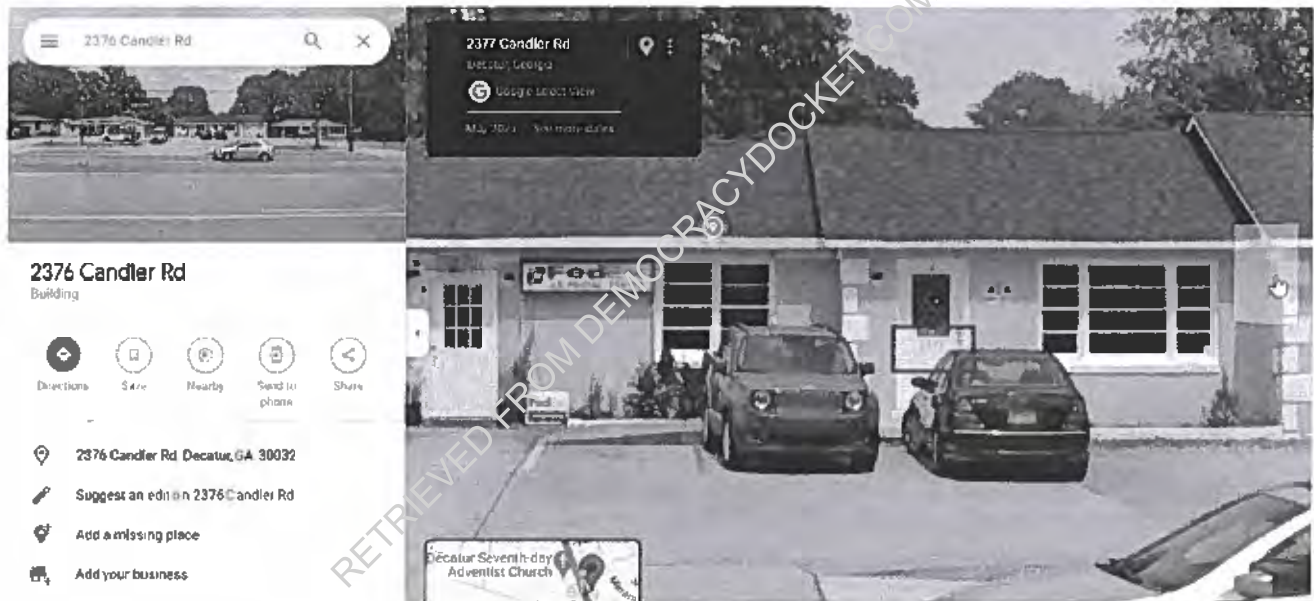 2376 Candler Rd
2376 Candler Rd
Building
Directions
Save
Nearby
Send to
phone
Share
2376 Candler Rd Decatur, GA 30032
Suggest an edit on 2376 Candler Rd
Add a missing place
Add your business
2377 Candler Rd
Decatur, Georgia
Google Street View
See more dates
Decatur Seventh-day
Adventist Church
RETRIEVED FROM DEMOCRACYDOCKET.COM